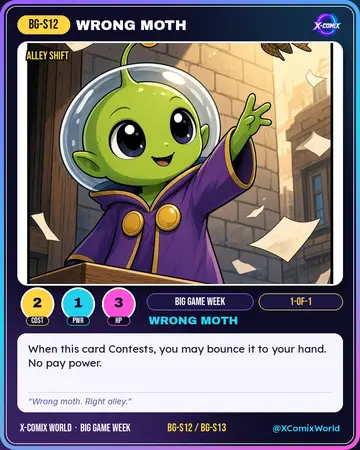 BG-S12 WRONG MOTH X-COMIX
ALLEY SHIFT
2 1 3 BIG GAME WEEK 1-OF-1
COST PWR HP WRONG MOTH
When this card Contests, you may bounce it to your hand.
No pay power.
"Wrong moth. Right alley."
X-COMIX WORLD · BIG GAME WEEK BG-S12 / BG-S13 @XComixWorld